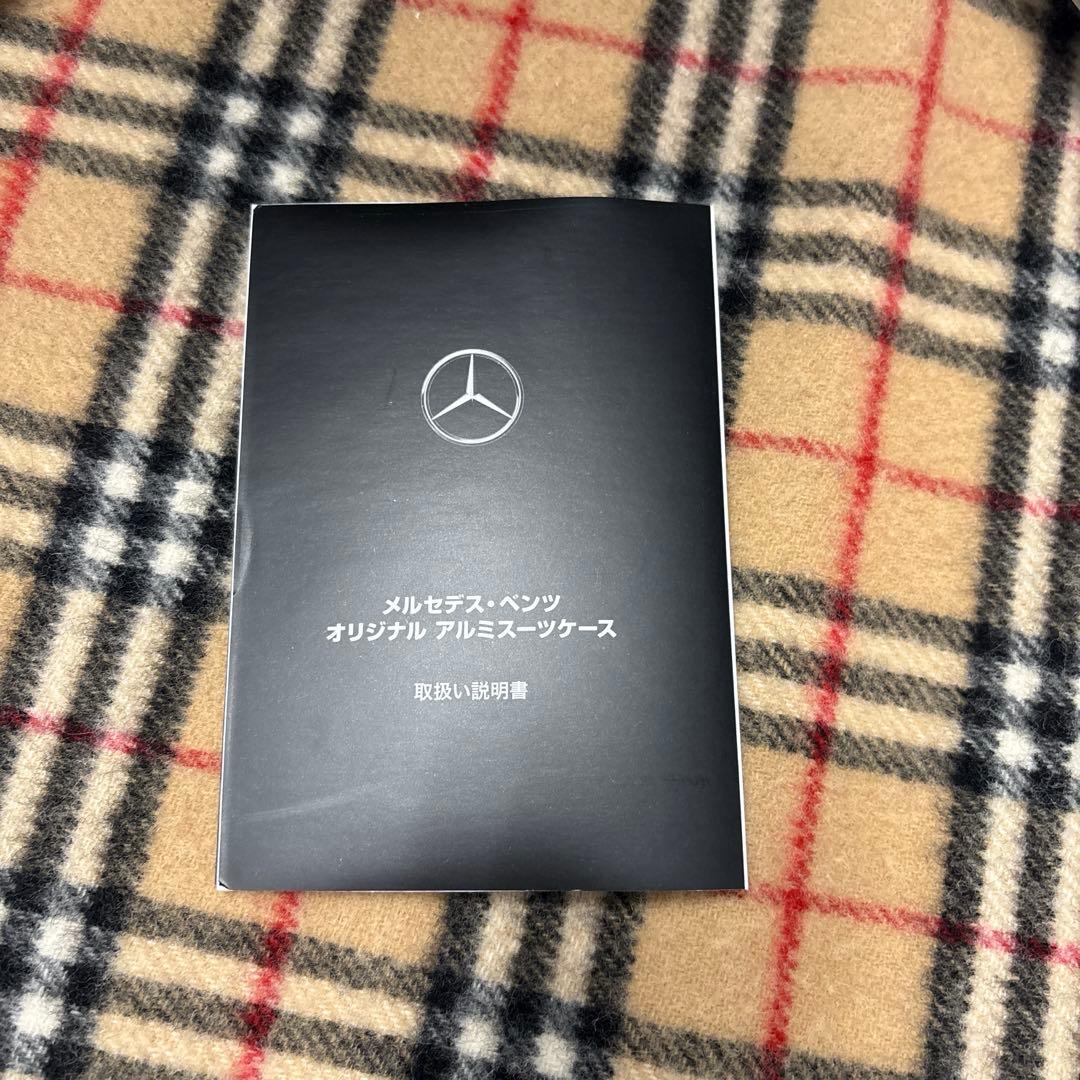 メルセデス・ベンツ
オリジナル アルミスーツケース
取扱い説明書